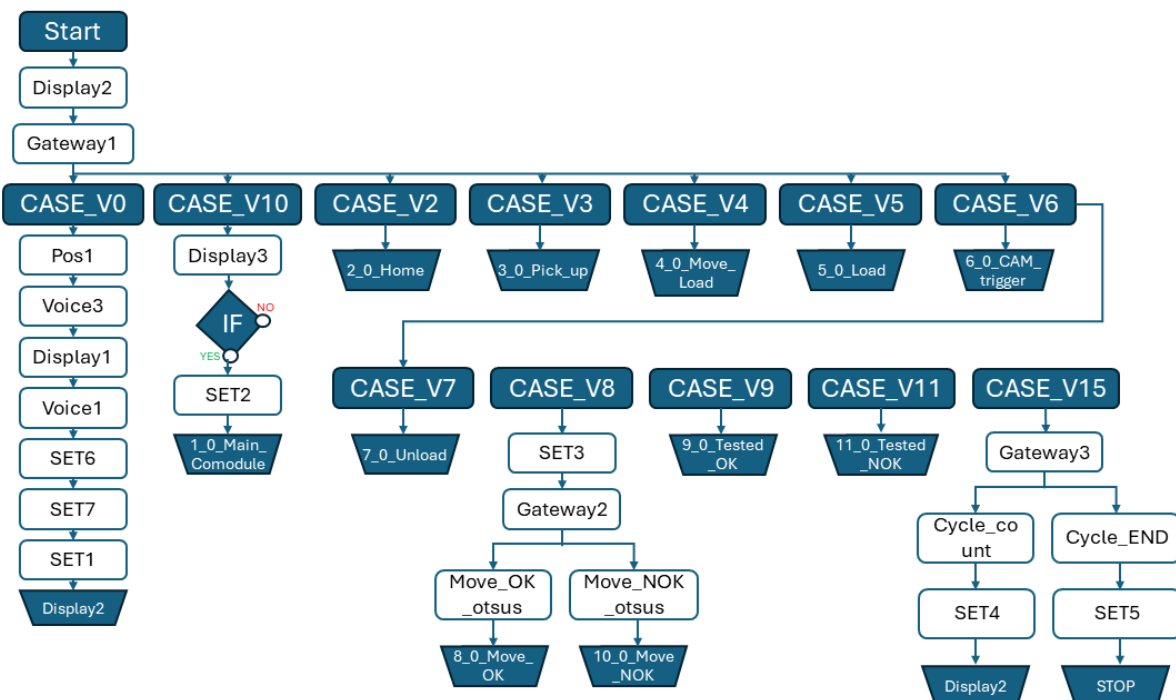 Start
Display2
Gateway1
CASE_V0
CASE_V10
CASE_V2
CASE_V3
CASE_V4
CASE_V5
CASE_V6
Pos1
Voice3
Display1
Voice1
SET6
SET7
SET1
Display2
Display3
IF
NO
YES
SET2
1_0_Main_
Comodule
2_0_Home
3_0_Pick_up
4_0_Move_
Load
5_0_Load
6_0_CAM_
trigger
CASE_V7
CASE_V8
CASE_V9
CASE_V11
CASE_V15
7_0_Unload
SET3
Gateway2
Move_OK
_otsus
Move_NOK
_otsus
8_0_Move_
OK
10_0_Move
_NOK
9_0_Tested
_OK
11_0_Tested
_NOK
Gateway3
Cycle_co
unt
Cycle_END
SET4
SET5
Display2
STOP